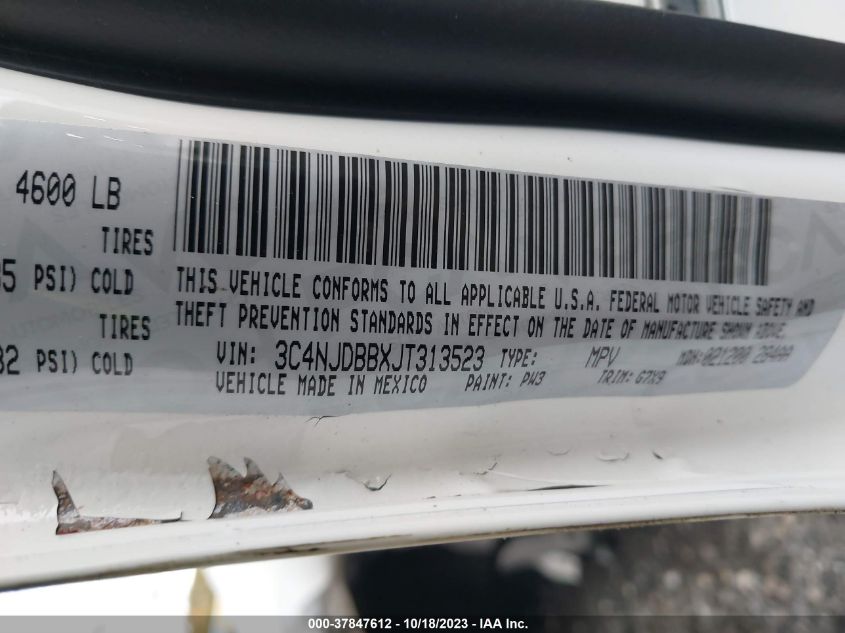 4600 LB
TIRES
PSI) COLD
TIRES
PSI) COLD
THIS VEHICLE CONFORMS TO ALL APPLICABLE U.S.A. FEDERAL MOTOR VEHICLE SAFETY AND
THEFT PREVENTION STANDARDS IN EFFECT ON THE DATE OF MANUFACTURE SHOWN ABOVE.
VIN: 3C4NJDBBXJT313523 TYPE: MPV MDH:
VEHICLE MADE IN MEXICO PAINT: PW3 TRIM: G7X9
000-37847612 - 10/18/2023 - IAA Inc.